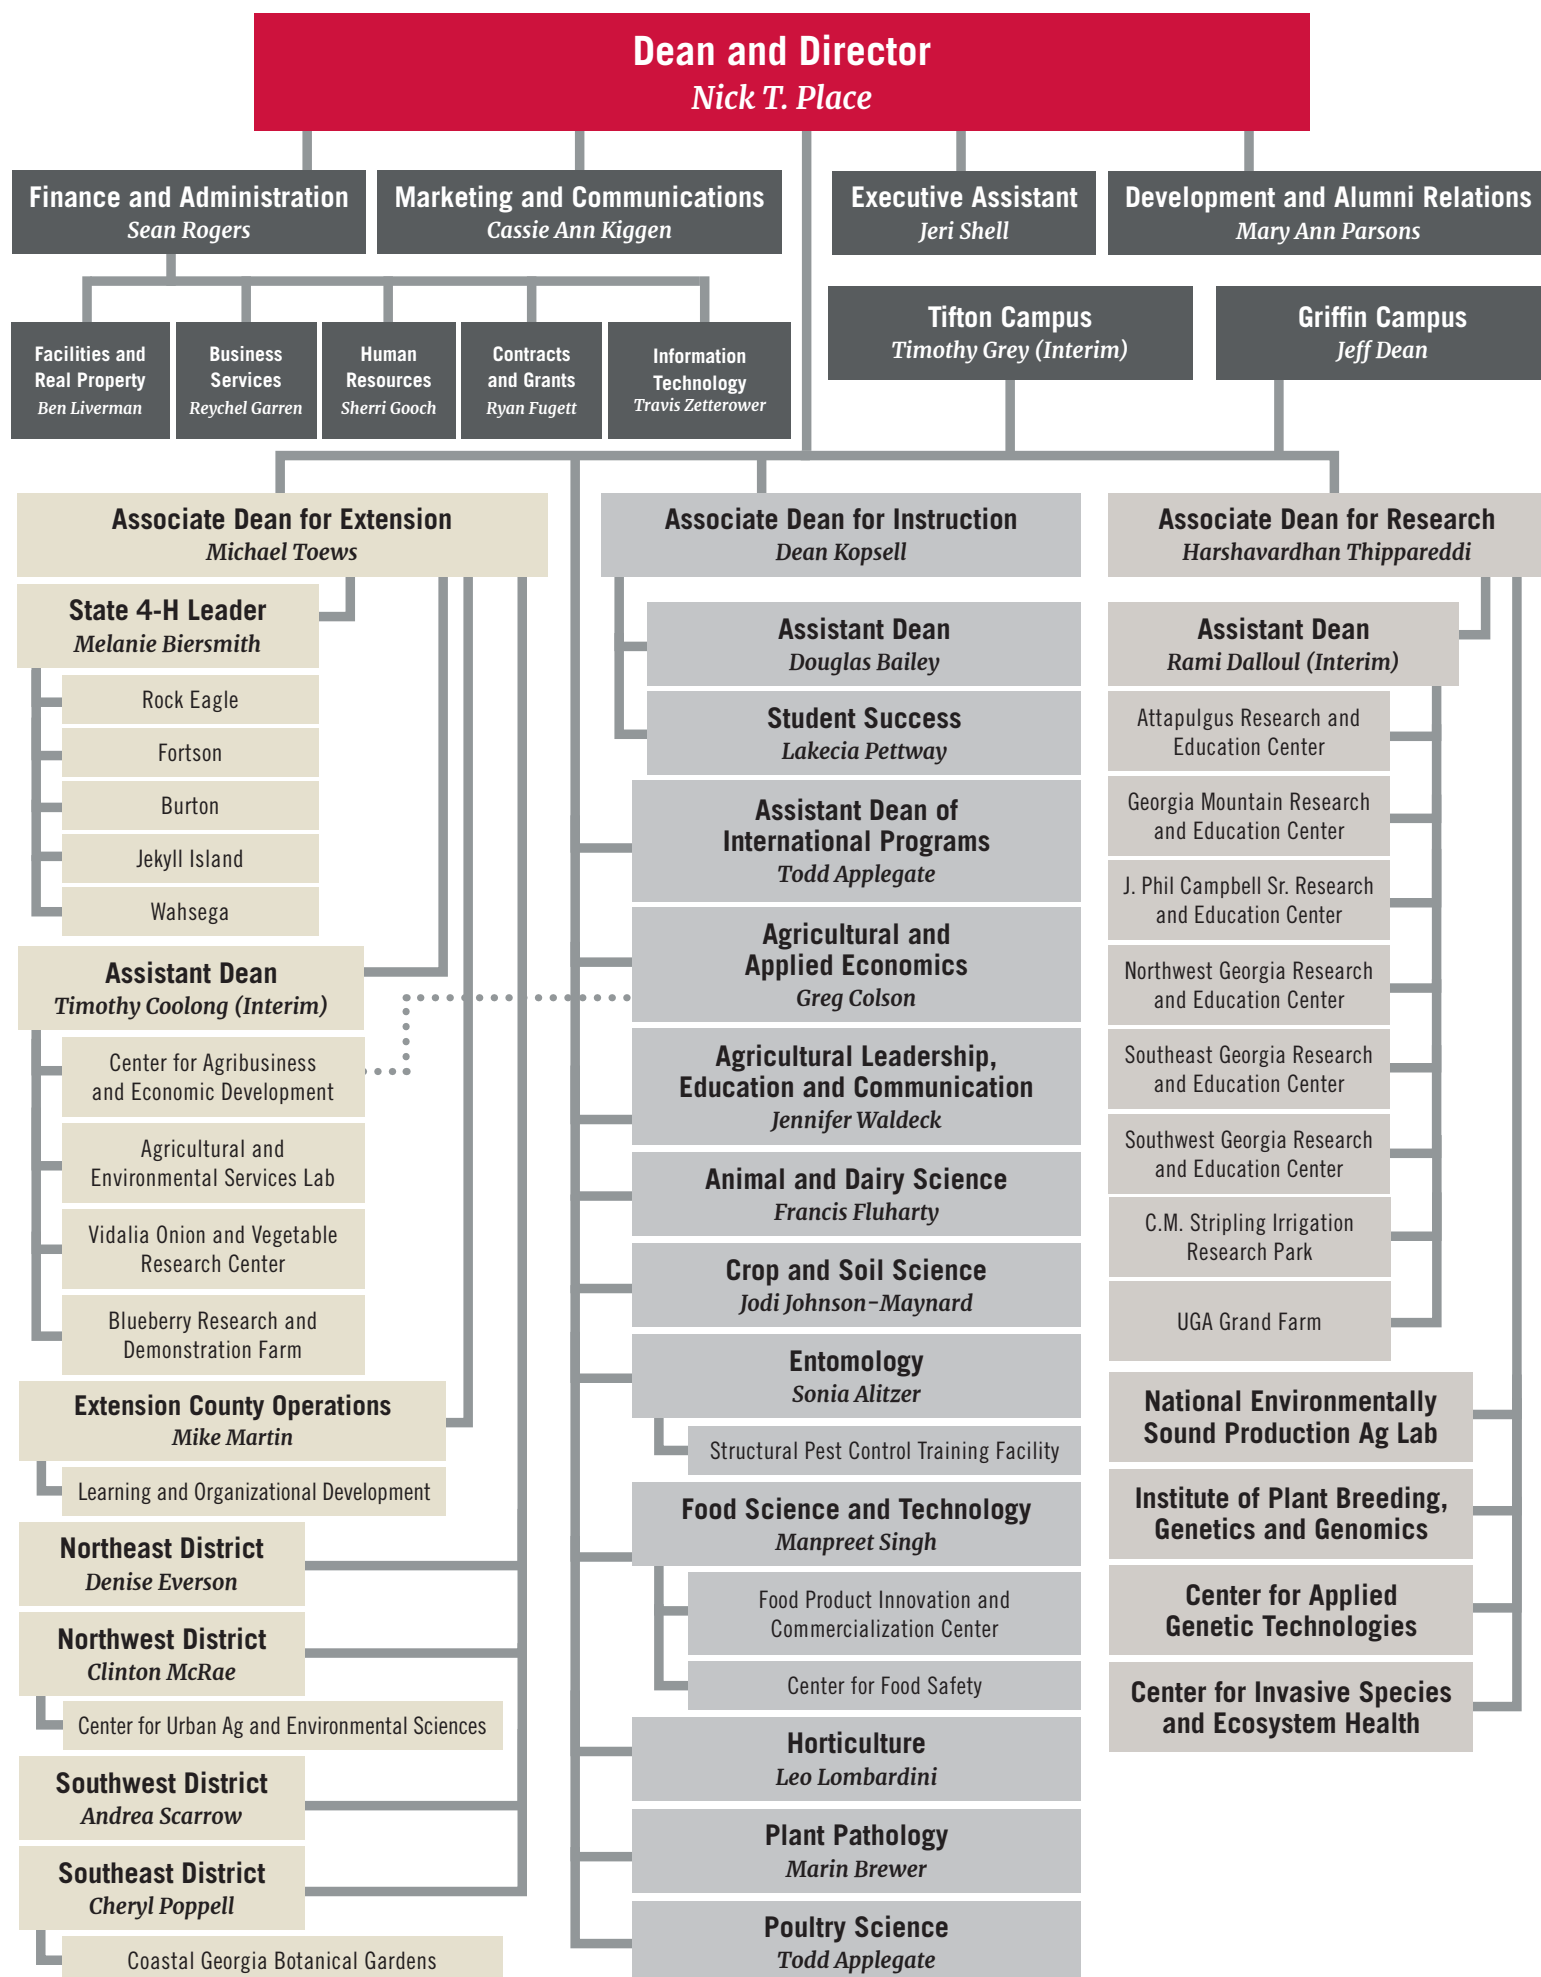 Dean and Director
Nick T. Place
Finance and Administration
Sean Rogers
Marketing and Communications
Cassie Ann Kiggen
Executive Assistant
Jeri Shell
Development and Alumni Relations
Mary Ann Parsons
Facilities and
Real Property
Ben Liverman
Business
Services
Reychel Garren
Human
Resources
Sherri Gooch
Contracts
and Grants
Ryan Fugett
Information
Technology
Travis Zetterower
Tifton Campus
Timothy Grey (Interim)
Griffin Campus
Jeff Dean
Associate Dean for Extension
Michael Toews
State 4-H Leader
Melanie Biersmith
Rock Eagle
Fortson
Burton
Jekyll Island
Wahsega
Assistant Dean
Timothy Coolong (Interim)
Center for Agribusiness
and Economic Development
Agricultural and
Environmental Services Lab
Vidalia Onion and Vegetable
Research Center
Blueberry Research and
Demonstration Farm
Extension County Operations
Mike Martin
Learning and Organizational Development
Northeast District
Denise Everson
Northwest District
Clinton McRae
Center for Urban Ag and Environmental Sciences
Southwest District
Andrea Scarrow
Southeast District
Cheryl Poppell
Coastal Georgia Botanical Gardens
Associate Dean for Instruction
Dean Kopsell
Assistant Dean
Douglas Bailey
Student Success
Lakecia Pettway
Assistant Dean of
International Programs
Todd Applegate
Agricultural and
Applied Economics
Greg Colson
Agricultural Leadership,
Education and Communication
Jennifer Waldeck
Animal and Dairy Science
Francis Fluharty
Crop and Soil Science
Jodi Johnson-Maynard
Entomology
Sonia Alitzer
Structural Pest Control Training Facility
Food Science and Technology
Manpreet Singh
Food Product Innovation and
Commercialization Center
Center for Food Safety
Horticulture
Leo Lombardini
Plant Pathology
Marin Brewer
Poultry Science
Todd Applegate
Associate Dean for Research
Harshavardhan Thippareddi
Assistant Dean
Rami Dalloul (Interim)
Attapulgus Research and
Education Center
Georgia Mountain Research
and Education Center
J. Phil Campbell Sr. Research
and Education Center
Northwest Georgia Research
and Education Center
Southeast Georgia Research
and Education Center
Southwest Georgia Research
and Education Center
C.M. Stripling Irrigation
Research Park
UGA Grand Farm
National Environmentally
Sound Production Ag Lab
Institute of Plant Breeding,
Genetics and Genomics
Center for Applied
Genetic Technologies
Center for Invasive Species
and Ecosystem Health